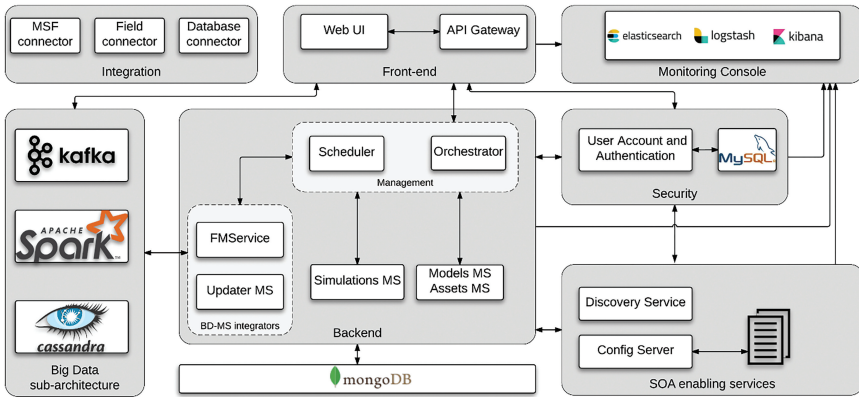 MSF
connector
Field
connector
Database
connector
Integration
Web UI
API Gateway
Front-end
elasticsearch
logstash
kibana
Monitoring Console
kafka
APACHE
Spark
cassandra
Big Data
sub-architecture
Scheduler
Orchestrator
Management
FMService
Updater MS
BD-MS integrators
Simulations MS
Models MS
Assets MS
Backend
mongoDB
User Account and
Authentication
MySQL
Security
Discovery Service
Config Server
SOA enabling services